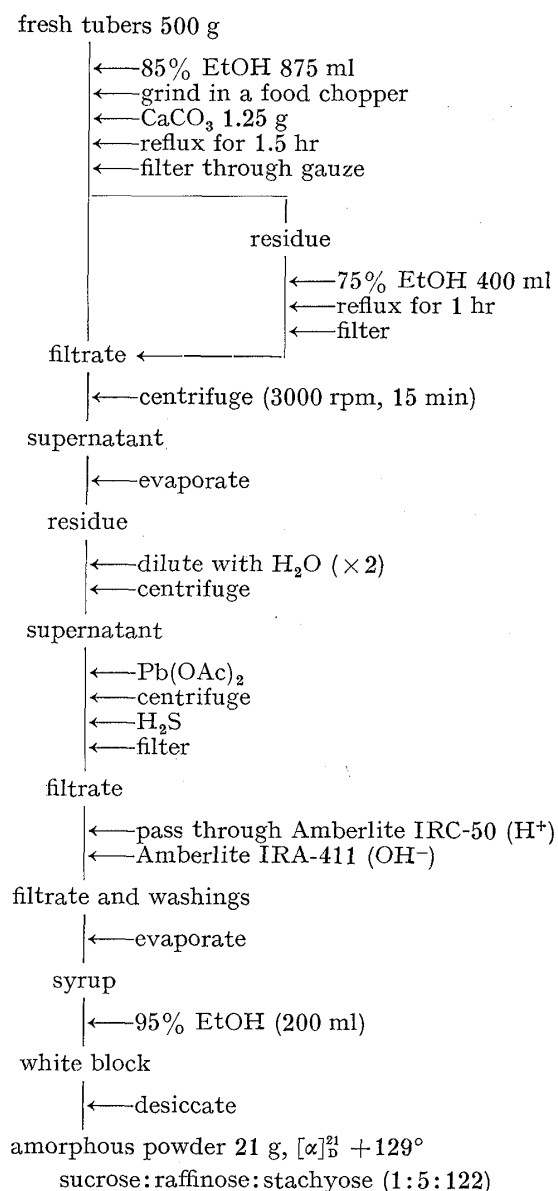 fresh tubers 500 g
←85% EtOH 875 ml
←grind in a food chopper
←CaCO₃ 1.25 g
←reflux for 1.5 hr
←filter through gauze
residue
←75% EtOH 400 ml
←reflux for 1 hr
←filter
filtrate ←
←centrifuge (3000 rpm, 15 min)
supernatant
←evaporate
residue
←dilute with H₂O (×2)
←centrifuge
supernatant
←Pb(OAc)₂
←centrifuge
←H₂S
←filter
filtrate
←pass through Amberlite IRC-50 (H⁺)
←Amberlite IRA-411 (OH⁻)
filtrate and washings
←evaporate
syrup
←95% EtOH (200 ml)
white block
←desiccate
amorphous powder 21 g, [α]²¹_D +129°
sucrose: raffinose: stachyose (1:5:122)